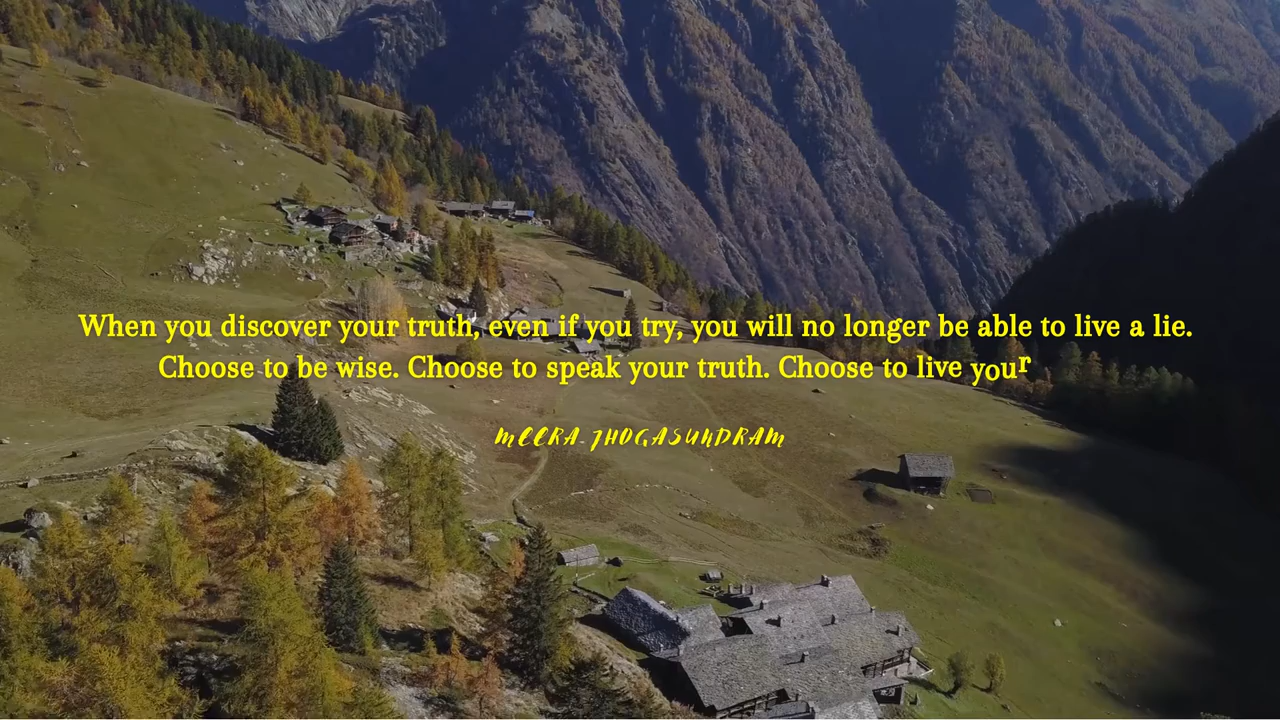 When you discover your truth, even if you try, you will no longer be able to live a lie.
Choose to be wise. Choose to speak your truth. Choose to live your
MEERA JHOGASUNDRAM